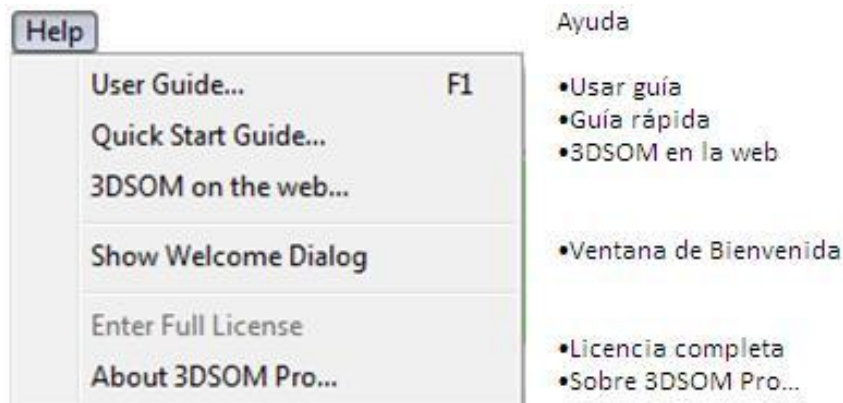 Help
User Guide... F1
Quick Start Guide...
3DSOM on the web...
Show Welcome Dialog
Enter Full License
About 3DSOM Pro...
Ayuda
•Usar guía
•Guía rápida
•3DSOM en la web
•Ventana de Bienvenida
•Licencia completa
•Sobre 3DSOM Pro...